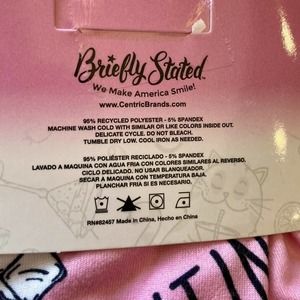 Briefly Stated
We Make America Smile!
www.CentricBrands.com
95% RECYCLED POLYESTER - 5% SPANDEX
MACHINE WASH COLD WITH SIMILAR OR LIKE COLORS INSIDE OUT.
DELICATE CYCLE. DO NOT BLEACH.
TUMBLE DRY LOW. COOL IRON AS NEEDED.
95% POLIÉSTER RECICLADO - 5% SPANDEX
LAVADO A MAQUINA CON AGUA FRIA CON COLORES SIMILARES AL REVERSO.
CICLO DELICADO. NO USAR BLANQUEADOR.
SECAR A MAQUINA CON TEMPERATURA BAJA.
PLANCHAR FRIA SI ES NECESARIO.
RN#82457 Made in China, Hecho en China